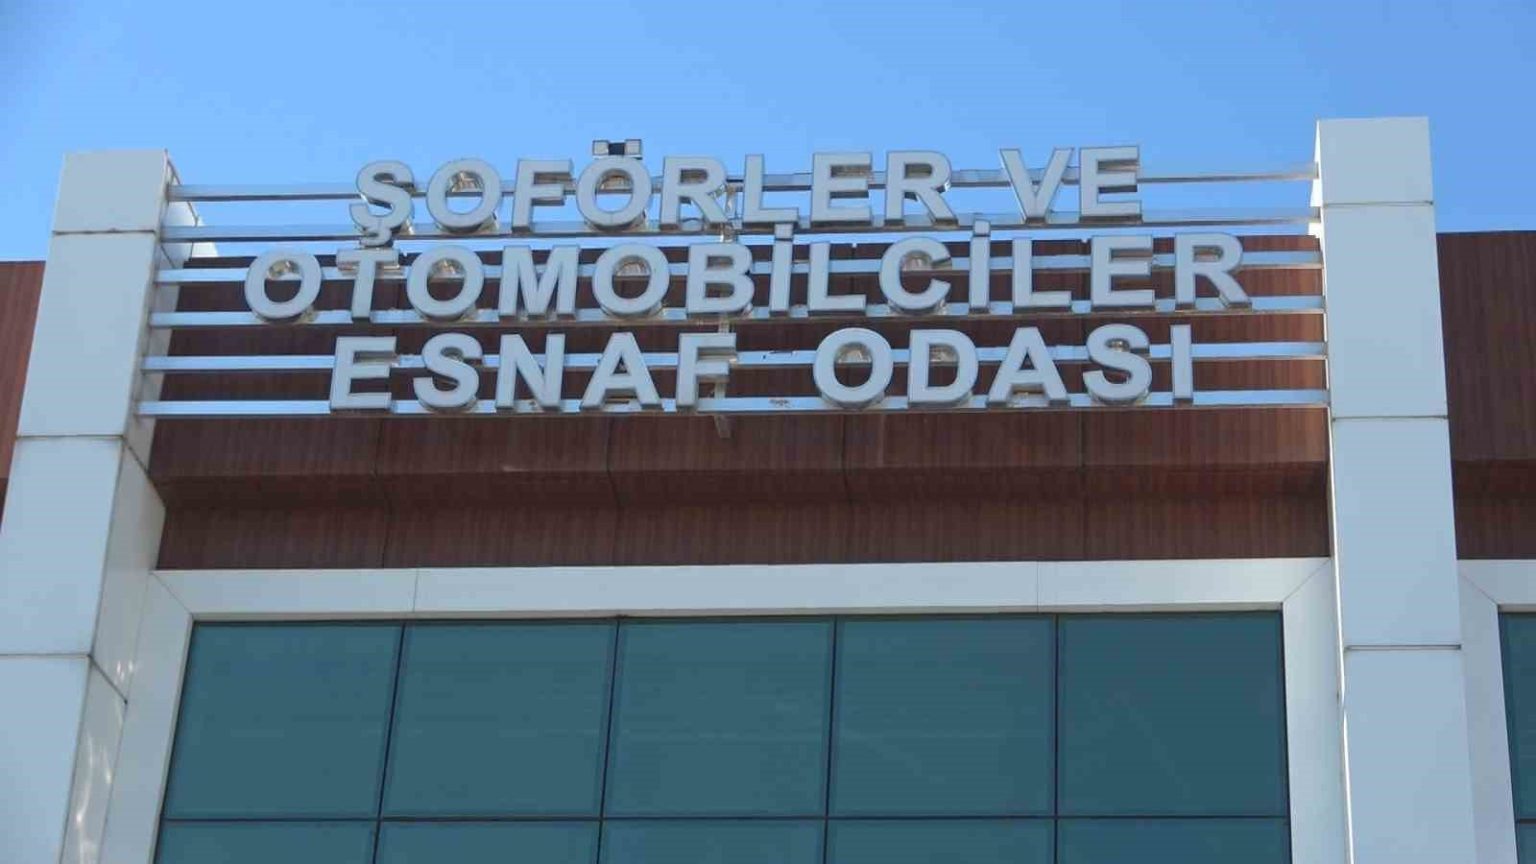 ŞOFÖRLER VE
OTOMOBİLCİLER
ESNAF ODASI